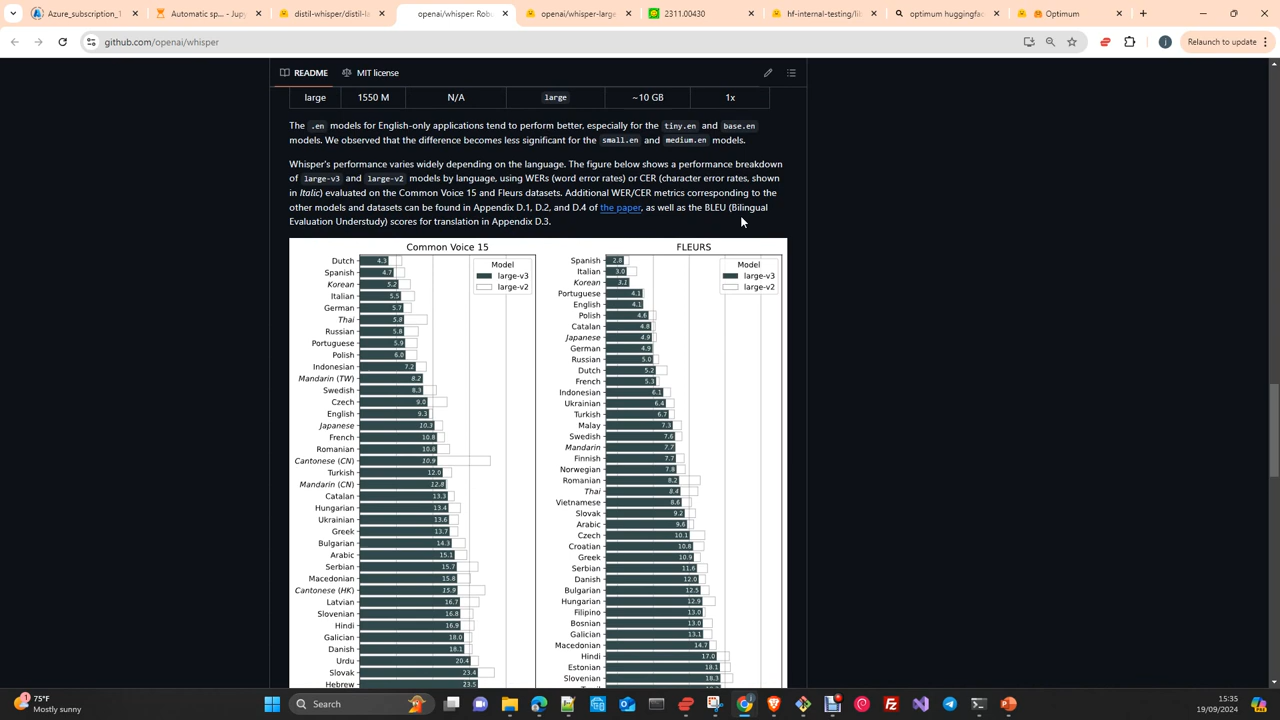 Azure_subscription_1
Automatic sp... - Jupy
distil-whisper/distil-la
openai/whisper: Robu
openai/whisper-large
2311.00430
hf-internal-testing/lib
optimum huggingfac
Optimum
github.com/openai/whisper
Relaunch to update
README
MIT license
large 1550 M N/A large ~10 GB 1x
The .en models for English-only applications tend to perform better, especially for the tiny.en and base.en
models. We observed that the difference becomes less significant for the small.en and medium.en models.
Whisper's performance varies widely depending on the language. The figure below shows a performance breakdown
of large-v3 and large-v2 models by language, using WERs (word error rates) or CER (character error rates, shown
in Italic) evaluated on the Common Voice 15 and Fleurs datasets. Additional WER/CER metrics corresponding to the
other models and datasets can be found in Appendix D.1, D.2, and D.4 of the paper, as well as the BLEU (Bilingual
Evaluation Understudy) scores for translation in Appendix D.3.
Common Voice 15
Model
large-v3
large-v2
Dutch 4.3
Spanish 4.7
Korean 5.2
Italian 5.5
German 5.7
Thai 5.8
Russian 5.8
Portuguese 5.9
Polish 6.0
Indonesian 7.2
Mandarin (TW) 8.2
Swedish 8.3
Czech 9.0
English 9.3
Japanese 10.3
French 10.8
Romanian 10.8
Cantonese (CN) 10.9
Turkish 12.0
Mandarin (CN) 12.8
Catalan 13.3
Hungarian 13.4
Ukrainian 13.6
Greek 13.7
Bulgarian 14.3
Arabic 15.1
Serbian 15.7
Macedonian 15.8
Cantonese (HK) 15.9
Latvian 16.7
Slovenian 16.8
Hindi 16.9
Galician 18.0
Danish 18.1
Urdu 20.4
Slovak 23.4
Hebrew 23.5
FLEURS
Model
large-v3
large-v2
Spanish 2.8
Italian 3.0
Korean 3.1
Portuguese 4.1
English 4.1
Polish 4.6
Catalan 4.8
Japanese 4.9
German 4.9
Russian 5.0
Dutch 5.2
French 5.3
Indonesian 6.1
Ukrainian 6.4
Turkish 6.7
Malay 7.3
Swedish 7.6
Mandarin 7.7
Finnish 7.7
Norwegian 7.8
Romanian 8.2
Thai 8.4
Vietnamese 8.6
Slovak 9.2
Arabic 9.6
Czech 10.1
Croatian 10.8
Greek 10.9
Serbian 11.6
Danish 12.0
Bulgarian 12.5
Hungarian 12.9
Filipino 13.0
Bosnian 13.0
Galician 13.1
Macedonian 14.7
Hindi 17.0
Estonian 18.1
Slovenian 18.3
75°F
Mostly sunny
Search
15:35
19/09/2024